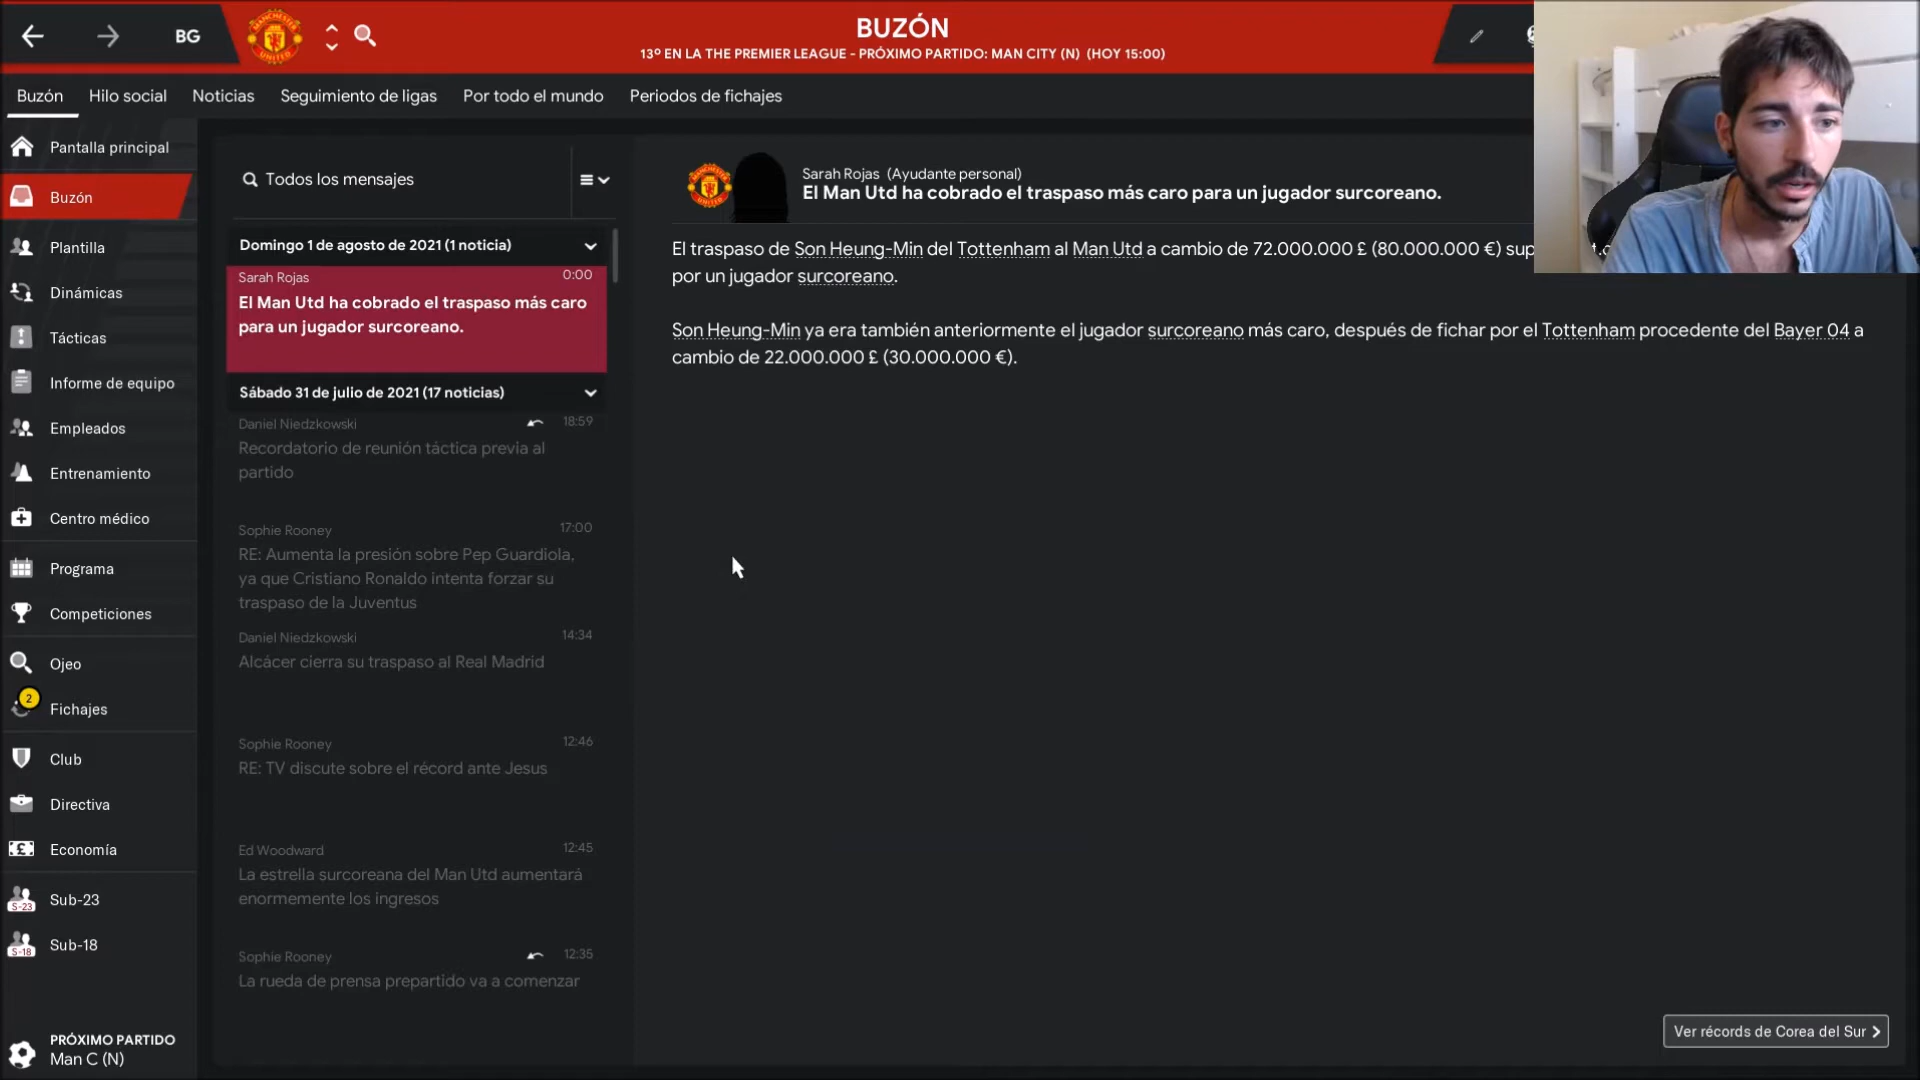 BG
BUZÓN
13º EN LA THE PREMIER LEAGUE - PRÓXIMO PARTIDO: MAN CITY (N) (HOY 15:00)
Buzón Hilo social Noticias Seguimiento de ligas Por todo el mundo Periodos de fichajes
Pantalla principal
Buzón
Plantilla
Dinámicas
Tácticas
Informe de equipo
Empleados
Entrenamiento
Centro médico
Programa
Competiciones
Ojeo
2
Fichajes
Club
Directiva
Economía
S-23
Sub-23
S-18
Sub-18
PRÓXIMO PARTIDO
Man C (N)
Todos los mensajes
Domingo 1 de agosto de 2021 (1 noticia)
Sarah Rojas 0:00
El Man Utd ha cobrado el traspaso más caro
para un jugador surcoreano.
Sábado 31 de julio de 2021 (17 noticias)
Daniel Niedzkowski 18:59
Recordatorio de reunión táctica previa al
partido
Sophie Rooney 17:00
RE: Aumenta la presión sobre Pep Guardiola,
ya que Cristiano Ronaldo intenta forzar su
traspaso de la Juventus
Daniel Niedzkowski 14:34
Alcácer cierra su traspaso al Real Madrid
Sophie Rooney 12:46
RE: TV discute sobre el récord ante Jesus
Ed Woodward 12:45
La estrella surcoreana del Man Utd aumentará
enormemente los ingresos
Sophie Rooney 12:35
La rueda de prensa prepartido va a comenzar
Sarah Rojas (Ayudante personal)
El Man Utd ha cobrado el traspaso más caro para un jugador surcoreano.
El traspaso de Son Heung-Min del Tottenham al Man Utd a cambio de 72.000.000 £ (80.000.000 €)
por un jugador surcoreano.
Son Heung-Min ya era también anteriormente el jugador surcoreano más caro, después de fichar por el Tottenham procedente del Bayer 04 a
cambio de 22.000.000 £ (30.000.000 €).
Ver récords de Corea del Sur